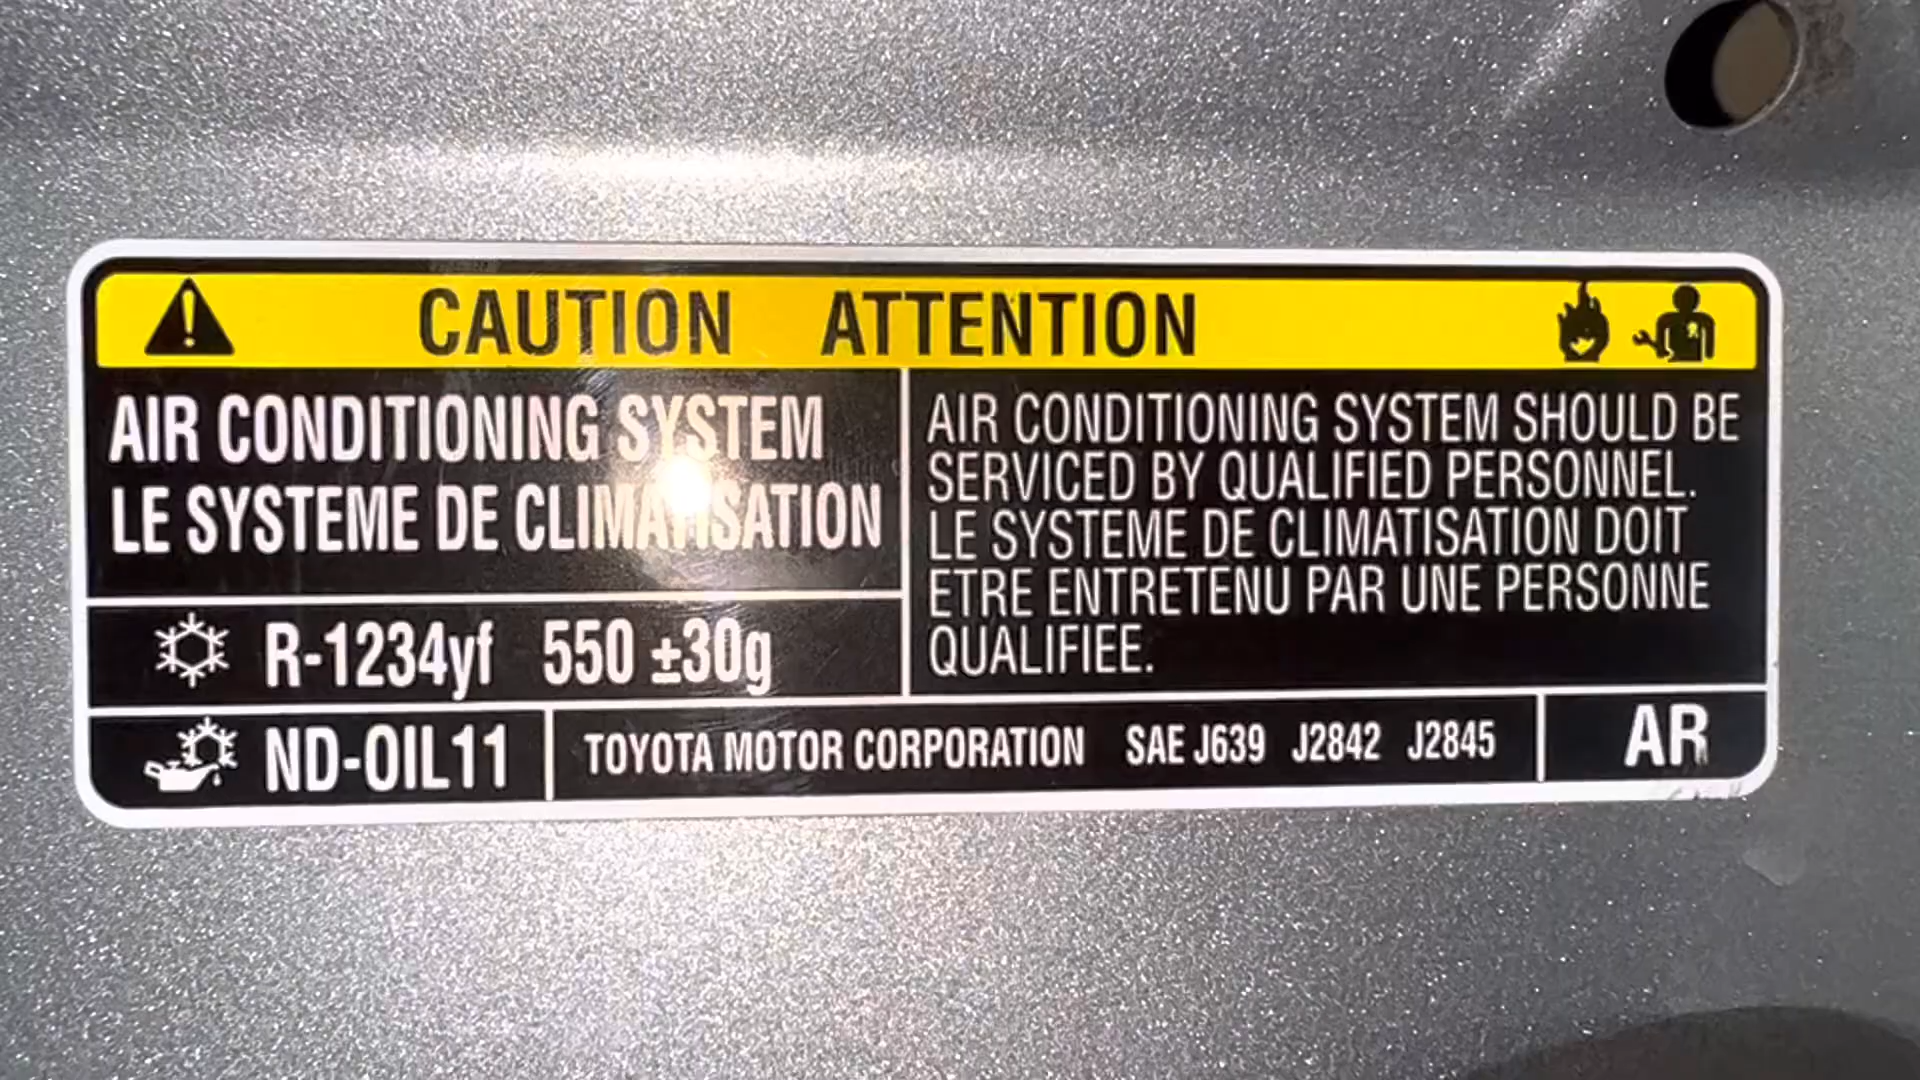 CAUTION ATTENTION
AIR CONDITIONING SYSTEM
LE SYSTEME DE CLIMATISATION
R-1234yf 550 ±30g
AIR CONDITIONING SYSTEM SHOULD BE
SERVICED BY QUALIFIED PERSONNEL.
LE SYSTEME DE CLIMATISATION DOIT
ETRE ENTRETENU PAR UNE PERSONNE
QUALIFIEE.
ND-OIL11
TOYOTA MOTOR CORPORATION SAE J639 J2842 J2845
AR